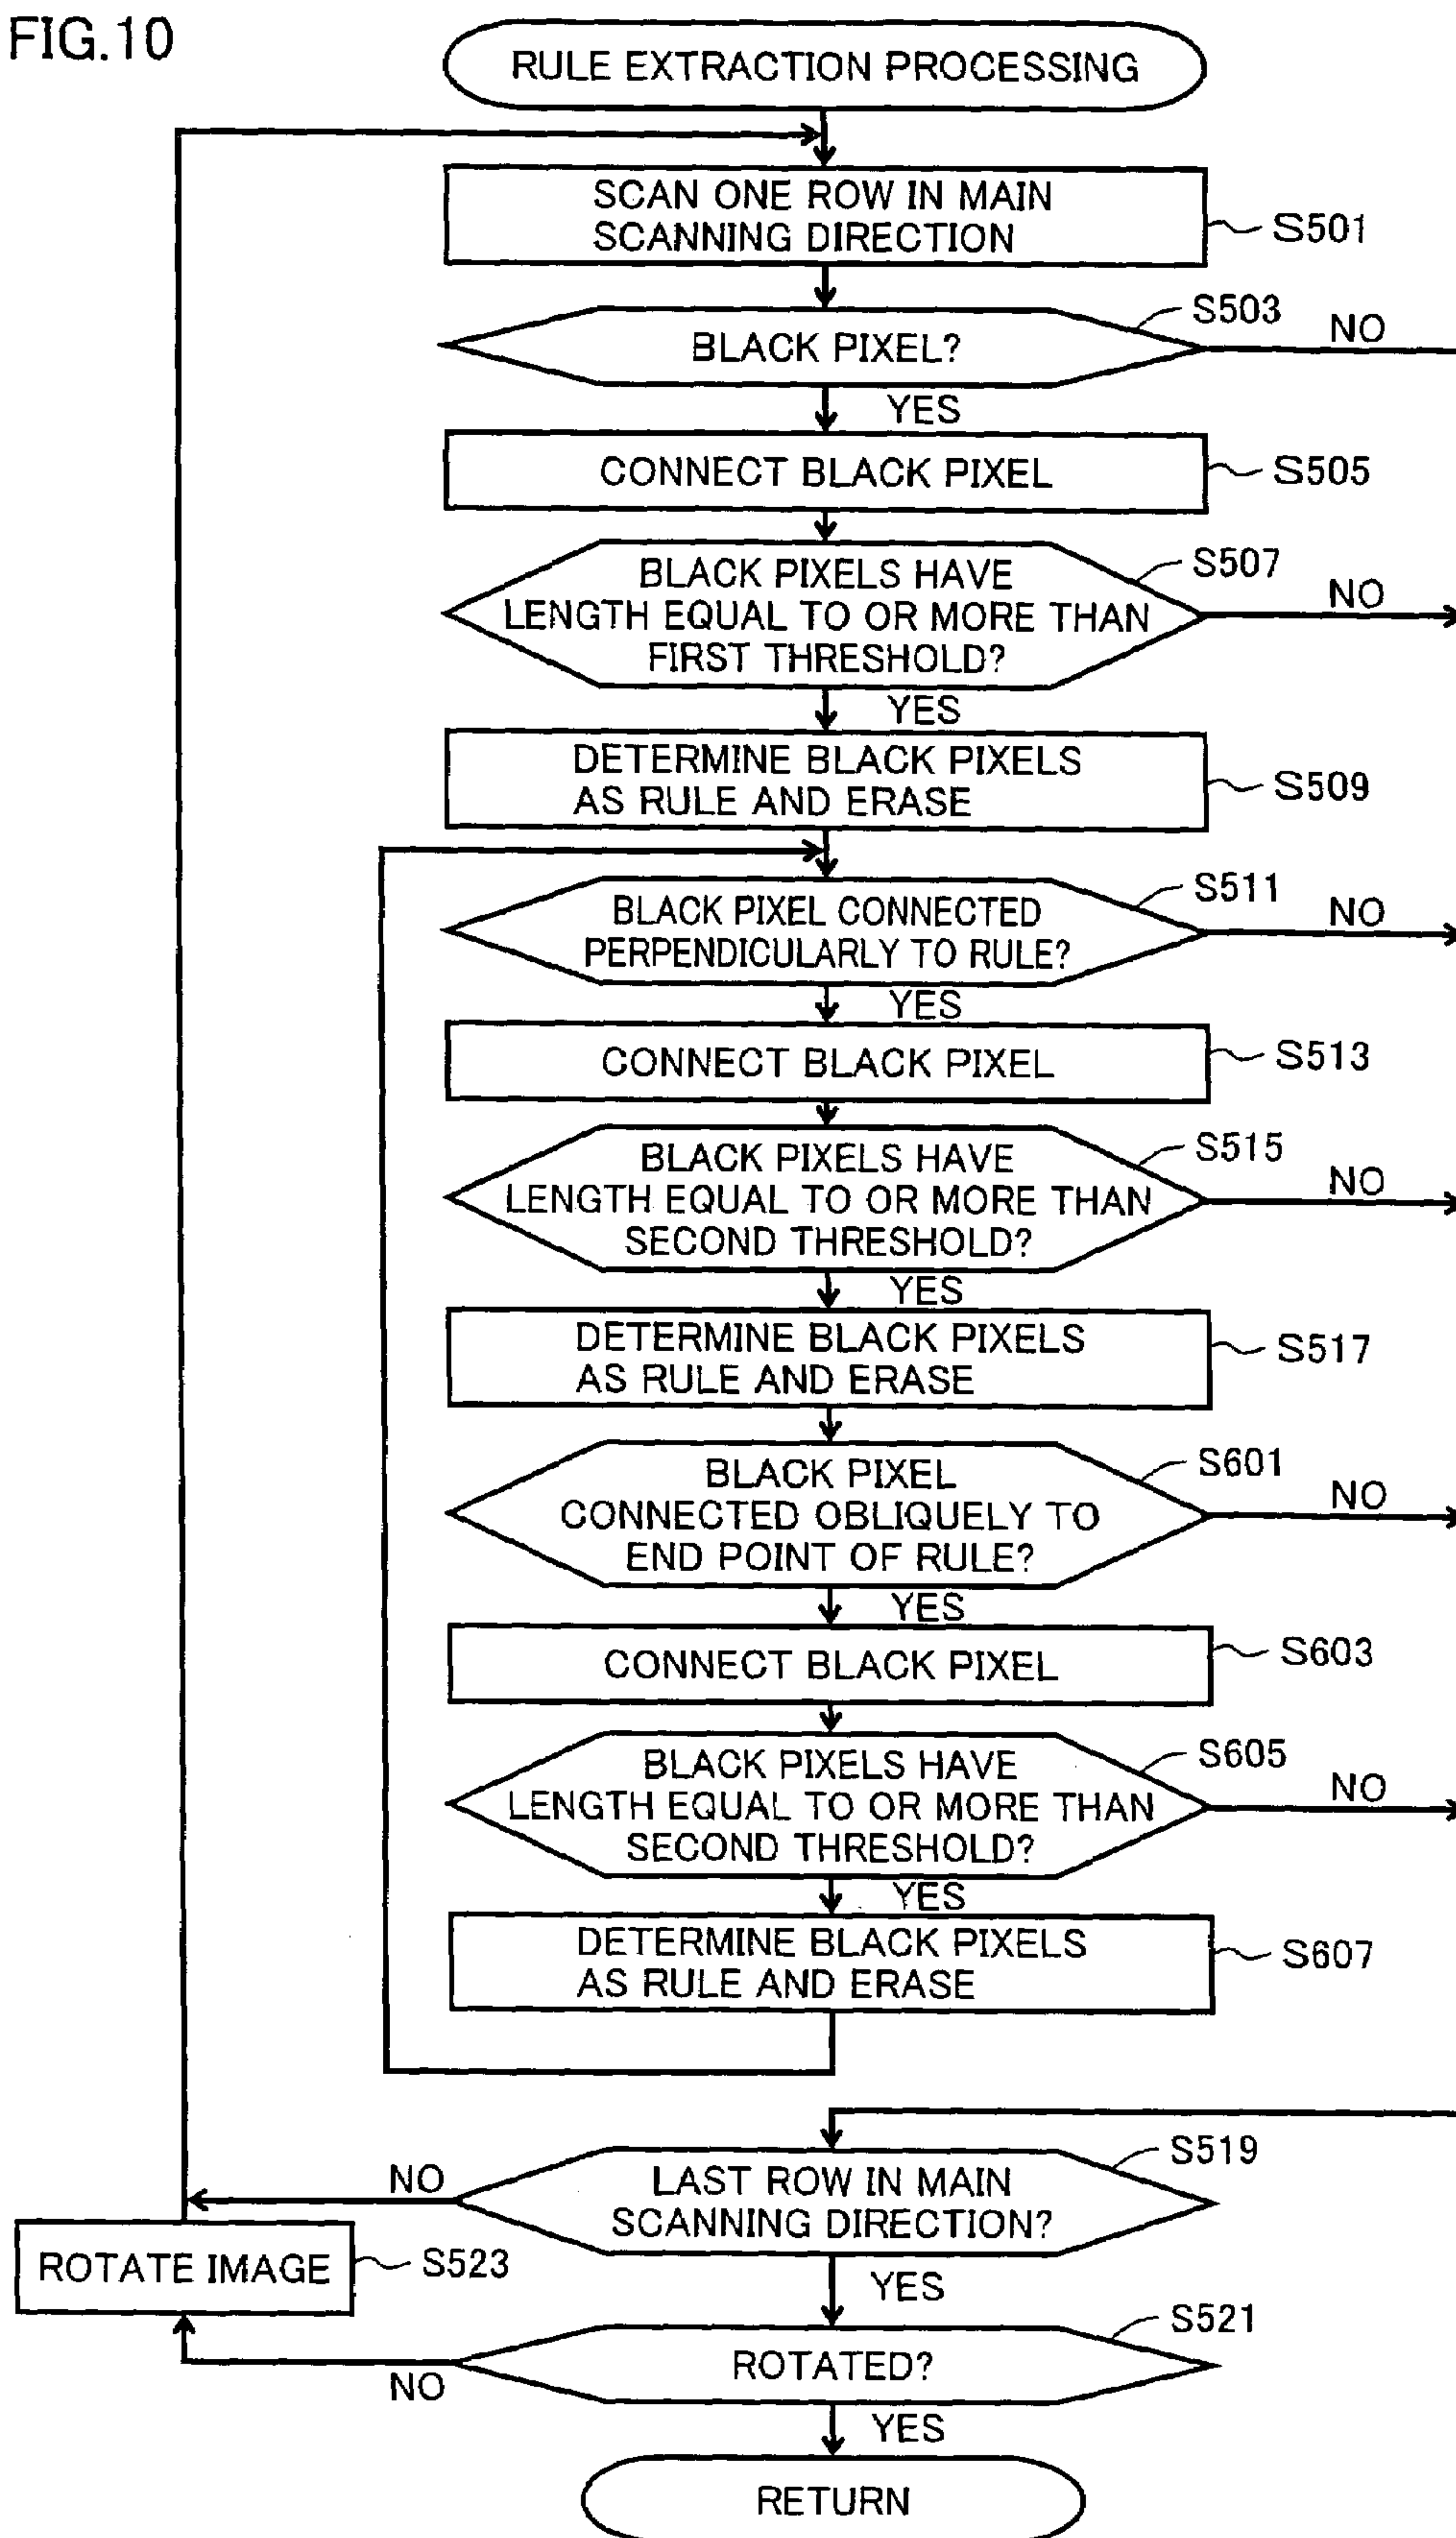 FIG.10
RULE EXTRACTION PROCESSING
SCAN ONE ROW IN MAIN
SCANNING DIRECTION
S501
BLACK PIXEL?
S503
NO
YES
CONNECT BLACK PIXEL
S505
BLACK PIXELS HAVE
LENGTH EQUAL TO OR MORE THAN
FIRST THRESHOLD?
S507
NO
YES
DETERMINE BLACK PIXELS
AS RULE AND ERASE
S509
BLACK PIXEL CONNECTED
PERPENDICULARLY TO RULE?
S511
NO
YES
CONNECT BLACK PIXEL
S513
BLACK PIXELS HAVE
LENGTH EQUAL TO OR MORE THAN
SECOND THRESHOLD?
S515
NO
YES
DETERMINE BLACK PIXELS
AS RULE AND ERASE
S517
BLACK PIXEL
CONNECTED OBLIQUELY TO
END POINT OF RULE?
S601
NO
YES
CONNECT BLACK PIXEL
S603
BLACK PIXELS HAVE
LENGTH EQUAL TO OR MORE THAN
SECOND THRESHOLD?
S605
NO
YES
DETERMINE BLACK PIXELS
AS RULE AND ERASE
S607
LAST ROW IN MAIN
SCANNING DIRECTION?
S519
NO
YES
ROTATE IMAGE
S523
ROTATED?
S521
NO
YES
RETURN